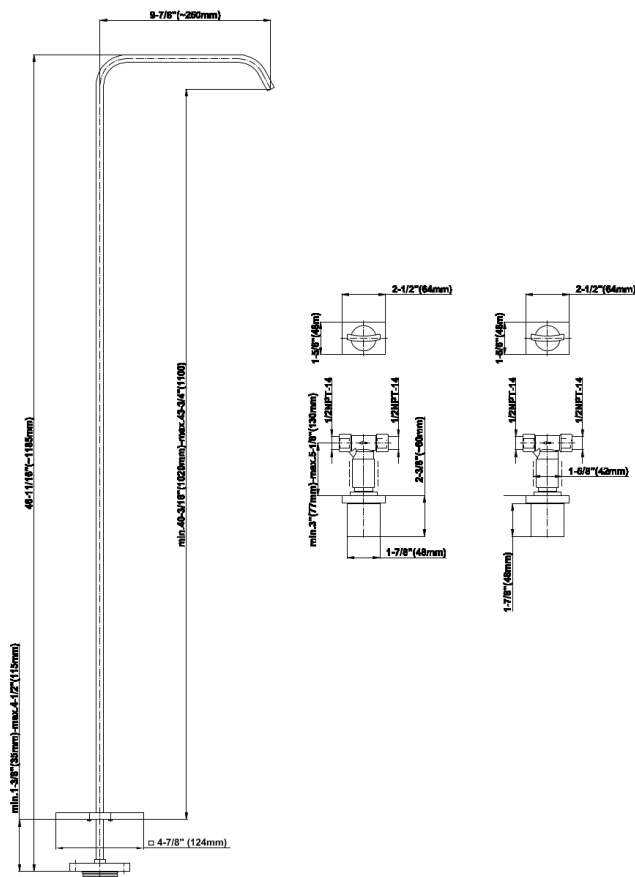 9-7/8"(~250mm)
46-11/16"(~1185mm)
min.40-3/16"(1020mm)-max.43-3/4"(1100)
min.1-3/8"(35mm)-max.4-1/2"(115mm)
□ 4-7/8" (124mm)
2-1/2"(64mm)
1-5/6"(46m)
1/2NPT-14
1/2NPT-14
min.3"(77mm)-max.5-1/8"(130mm)
2-3/8"(~60mm)
1-7/8"(48mm)
2-1/2"(64mm)
1-5/6"(46m)
1/2NPT-14
1/2NPT-14
1-5/8"(42mm)
1-7/8"(48mm)